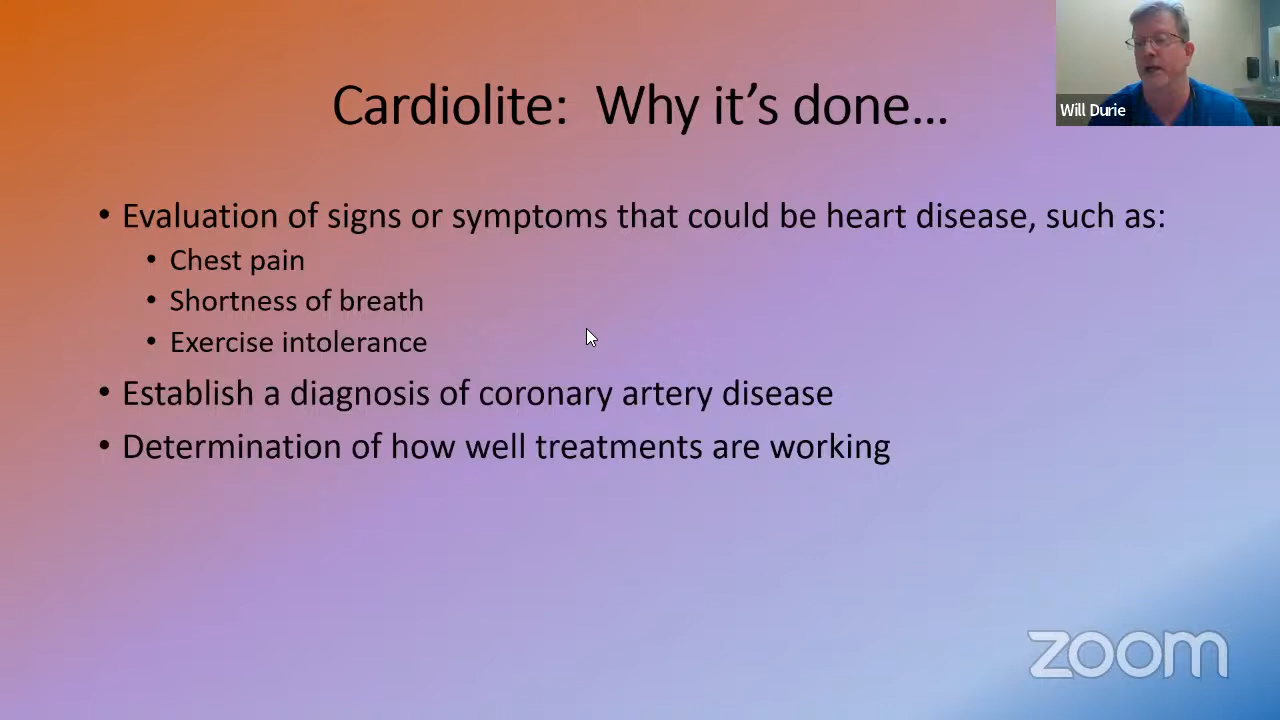 Cardiolite:  Why it's done…
Will Durie
• Evaluation of signs or symptoms that could be heart disease, such as:
• Chest pain
• Shortness of breath
• Exercise intolerance
• Establish a diagnosis of coronary artery disease
• Determination of how well treatments are working
zoom